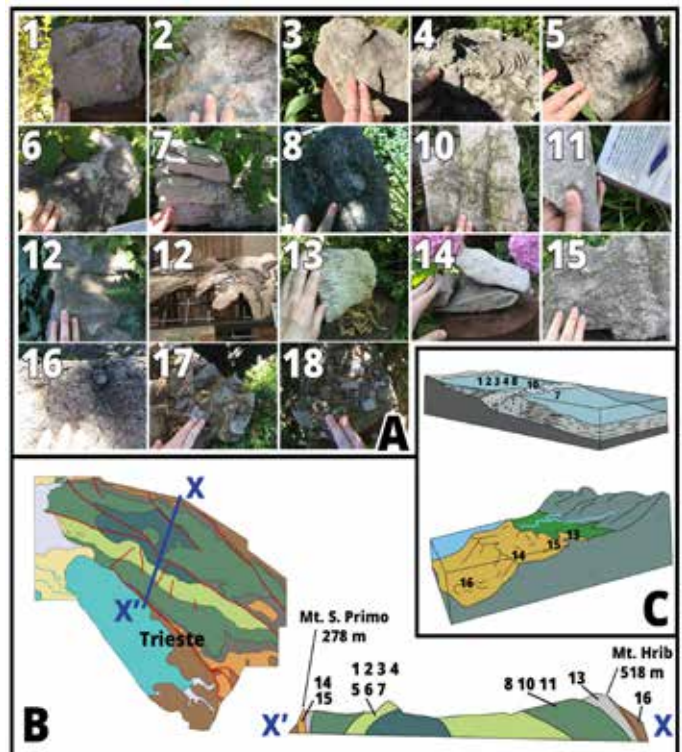 1 2 3 4 5
6 7 8 10 11
12 12 13 14 15
16 17 18
A
1 2 3 4 8 10
7
13
15
14
16
C
X
X'
Trieste
B
Mt. S. Primo
278 m
14
15
1 2 3 4
5 6 7
8 10 11
13
Mt. Hrib
518 m
16
X'
X